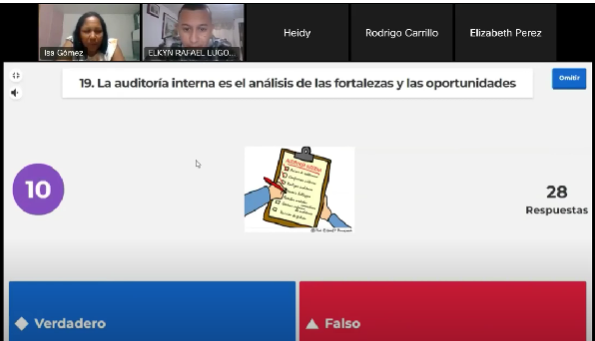 Isa Gómez
ELKYN RAFAEL LUGO...
Heidy
Rodrigo Carrillo
Elizabeth Perez
19. La auditoría interna es el análisis de las fortalezas y las oportunidades
Omitir
10
28
Respuestas
Verdadero
Falso